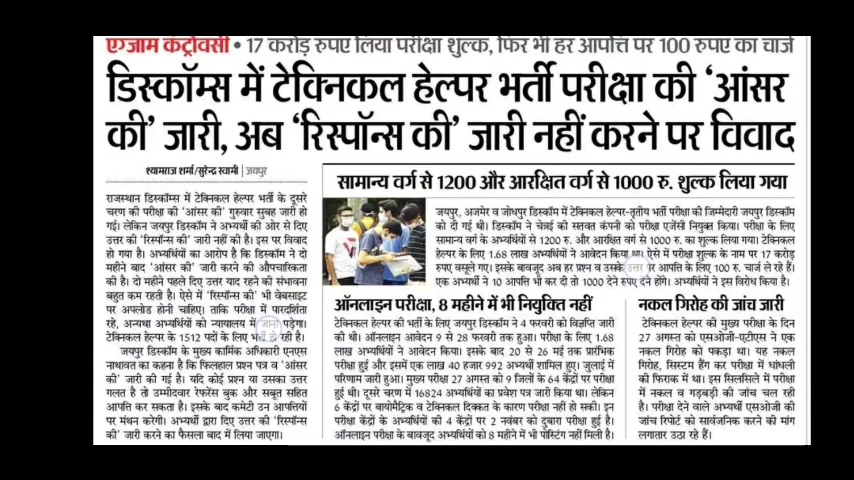 एग्जाम कंट्रोवर्सी • 17 करोड़ रुपए लिया परीक्षा शुल्क, फिर भी हर आपत्ति पर 100 रुपए का चार्ज
डिस्कॉम्स में टेक्निकल हेल्पर भर्ती परीक्षा की ‘आंसर
की’ जारी, अब ‘रिस्पॉन्स की’ जारी नहीं करने पर विवाद
श्यामराज शर्मा/सुरेन्द्र स्वामी | जयपुर
राजस्थान डिस्कॉम्स में टेक्निकल हेल्पर भर्ती के दूसरे
चरण की परीक्षा की ‘आंसर की’ गुरुवार सुबह जारी हो
गई। लेकिन जयपुर डिस्कॉम ने अभ्यर्थी की ओर से दिए
उत्तर की ‘रिस्पॉन्स की’ जारी नहीं की है। इस पर विवाद
हो गया है। अभ्यर्थियों का आरोप है कि डिस्कॉम ने दो
महीने बाद ‘आंसर की’ जारी करने की औपचारिकता
की है। दो महीने पहले दिए उत्तर याद रहने की संभावना
बहुत कम रहती है। ऐसे में ‘रिस्पॉन्स की’ भी वेबसाइट
पर अपलोड होनी चाहिए। ताकि परीक्षा में पारदर्शिता
रहे, अन्यथा अभ्यर्थियों को न्यायालय में जाना पड़ेगा।
टेक्निकल हेल्पर के 1512 पदों के लिए भर्ती हो रही है।
जयपुर डिस्कॉम के मुख्य कार्मिक अधिकारी एनएस
नाथावत का कहना है कि फिलहाल प्रश्न पत्र व ‘आंसर
की’ जारी की गई है। यदि कोई प्रश्न या उसका उत्तर
गलत है तो उम्मीदवार रेफरेंस बुक और सबूत सहित
आपत्ति कर सकता है। इसके बाद कमेटी उन आपत्तियों
पर मंथन करेगी। अभ्यर्थी द्वारा दिए उत्तर की ‘रिस्पॉन्स
की’ जारी करने का फैसला बाद में लिया जाएगा।
सामान्य वर्ग से 1200 और आरक्षित वर्ग से 1000 रु. शुल्क लिया गया
जयपुर, अजमेर व जोधपुर डिस्कॉम में टेक्निकल हेल्पर-तृतीय भर्ती परीक्षा की जिम्मेदारी जयपुर डिस्कॉम
को दी गई थी। डिस्कॉम ने चेन्नई की सतवत कंपनी को परीक्षा एजेंसी नियुक्त किया। परीक्षा के लिए
सामान्य वर्ग के अभ्यर्थियों से 1200 रु. और आरक्षित वर्ग से 1000 रु. का शुल्क लिया गया। टेक्निकल
हेल्पर के लिए 1.68 लाख अभ्यर्थियों ने आवेदन किया था। ऐसे में परीक्षा शुल्क के नाम पर 17 करोड़
रुपए वसूले गए। इसके बावजूद अब हर प्रश्न व उसके उत्तर पर आपत्ति के लिए 100 रु. चार्ज ले रहे हैं।
एक अभ्यर्थी ने 10 आपत्ति भी कर दी तो 1000 देने रुपए देने होंगे। अभ्यर्थियों ने इस विरोध किया है।
ऑनलाइन परीक्षा, 8 महीने में भी नियुक्ति नहीं
टेक्निकल हेल्पर की भर्ती के लिए जयपुर डिस्कॉम ने 4 फरवरी को विज्ञप्ति जारी
की थी। ऑनलाइन आवेदन 9 से 28 फरवरी तक हुआ। परीक्षा के लिए 1.68
लाख अभ्यर्थियों ने आवेदन किया। इसके बाद 20 से 26 मई तक प्रारंभिक
परीक्षा हुई और इसमें एक लाख 40 हजार 992 अभ्यर्थी शामिल हुए। जुलाई में
परिणाम जारी हुआ। मुख्य परीक्षा 27 अगस्त को 9 जिलों के 64 केंद्रों पर परीक्षा
हुई थी। दूसरे चरण में 16824 अभ्यर्थियों का प्रवेश पत्र जारी किया था। लेकिन
6 केंद्रों पर बायोमैट्रिक व टेक्निकल दिक्कत के कारण परीक्षा नहीं हो सकी। इन
परीक्षा केंद्रों के अभ्यर्थियों की 4 केंद्रों पर 2 नवंबर को दुबारा परीक्षा हुई है।
ऑनलाइन परीक्षा के बावजूद अभ्यर्थियों को 8 महीने में भी पोस्टिंग नहीं मिली है।
नकल गिरोह की जांच जारी
टेक्निकल हेल्पर की मुख्य परीक्षा के दिन
27 अगस्त को एसओजी-एटीएस ने एक
नकल गिरोह को पकड़ा था। यह नकल
गिरोह, सिस्टम हैंग कर परीक्षा में धांधली
की फिराक में था। इस सिलसिले में परीक्षा
में नकल व गड़बड़ी की जांच चल रही
है। परीक्षा देने वाले अभ्यर्थी एसओजी की
जांच रिपोर्ट को सार्वजनिक करने की मांग
लगातार उठा रहे हैं।